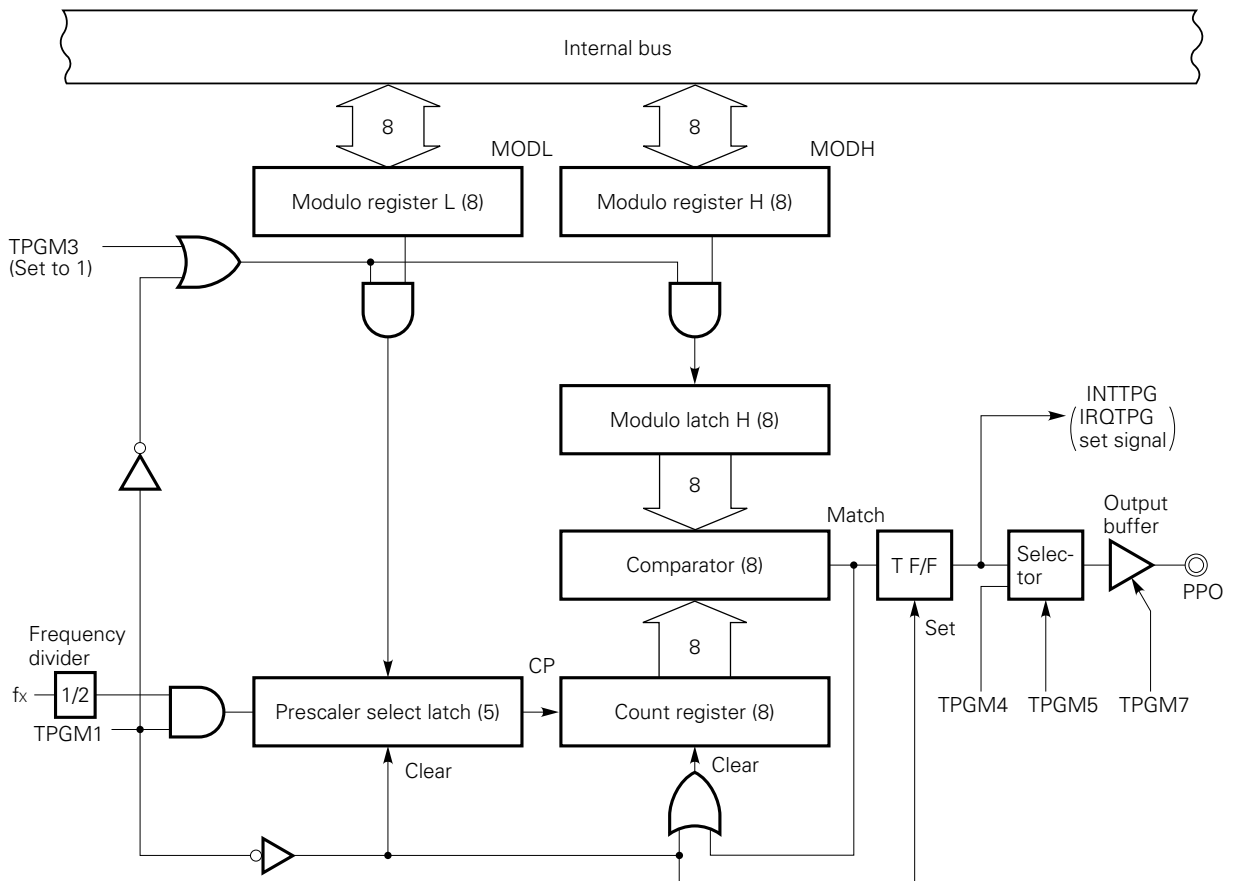 Internal bus
8
8
MODL
MODH
Modulo register L (8)
Modulo register H (8)
TPGM3
(Set to 1)
Modulo latch H (8)
INTTPG
IRQTPG
set signal
8
Match
Output
buffer
Comparator (8)
T F/F
Selec-
tor
PPO
Set
8
Frequency
divider
CP
fx
1/2
Prescaler select latch (5)
Count register (8)
TPGM4
TPGM5
TPGM7
TPGM1
Clear
Clear